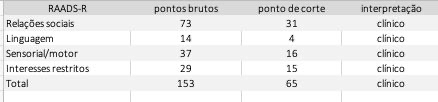 RAADS-R pontos brutos ponto de corte interpretação
Relações sociais 73 31 clínico
Linguagem 14 4 clínico
Sensorial/motor 37 16 clínico
Interesses restritos 29 15 clínico
Total 153 65 clínico